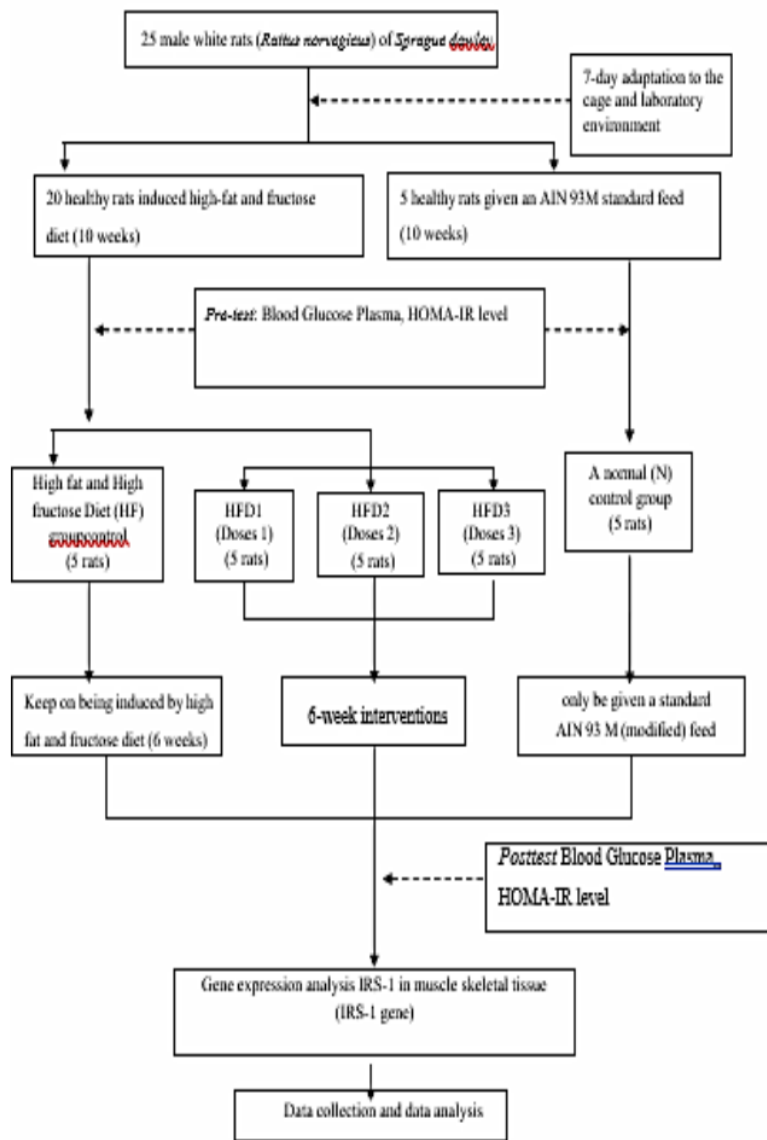 25 male white rats (Rattus norvegicus) of Sprague dawley
7-day adaptation to the
cage and laboratory
environment
20 healthy rats induced high-fat and fructose
diet (10 weeks)
5 healthy rats given an AIN 93M standard feed
(10 weeks)
Pre-test: Blood Glucose Plasma, HOMA-IR level
High fat and High
fructose Diet (HF)
groupcontrol
(5 rats)
HFD1
(Doses 1)
(5 rats)
HFD2
(Doses 2)
(5 rats)
HFD3
(Doses 3)
(5 rats)
A normal (N)
control group
(5 rats)
Keep on being induced by high
fat and fructose diet (6 weeks)
6-week interventions
only be given a standard
AIN 93 M (modified) feed
Posttest Blood Glucose Plasma,
HOMA-IR level
Gene expression analysis IRS-1 in muscle skeletal tissue
(IRS-1 gene)
Data collection and data analysis